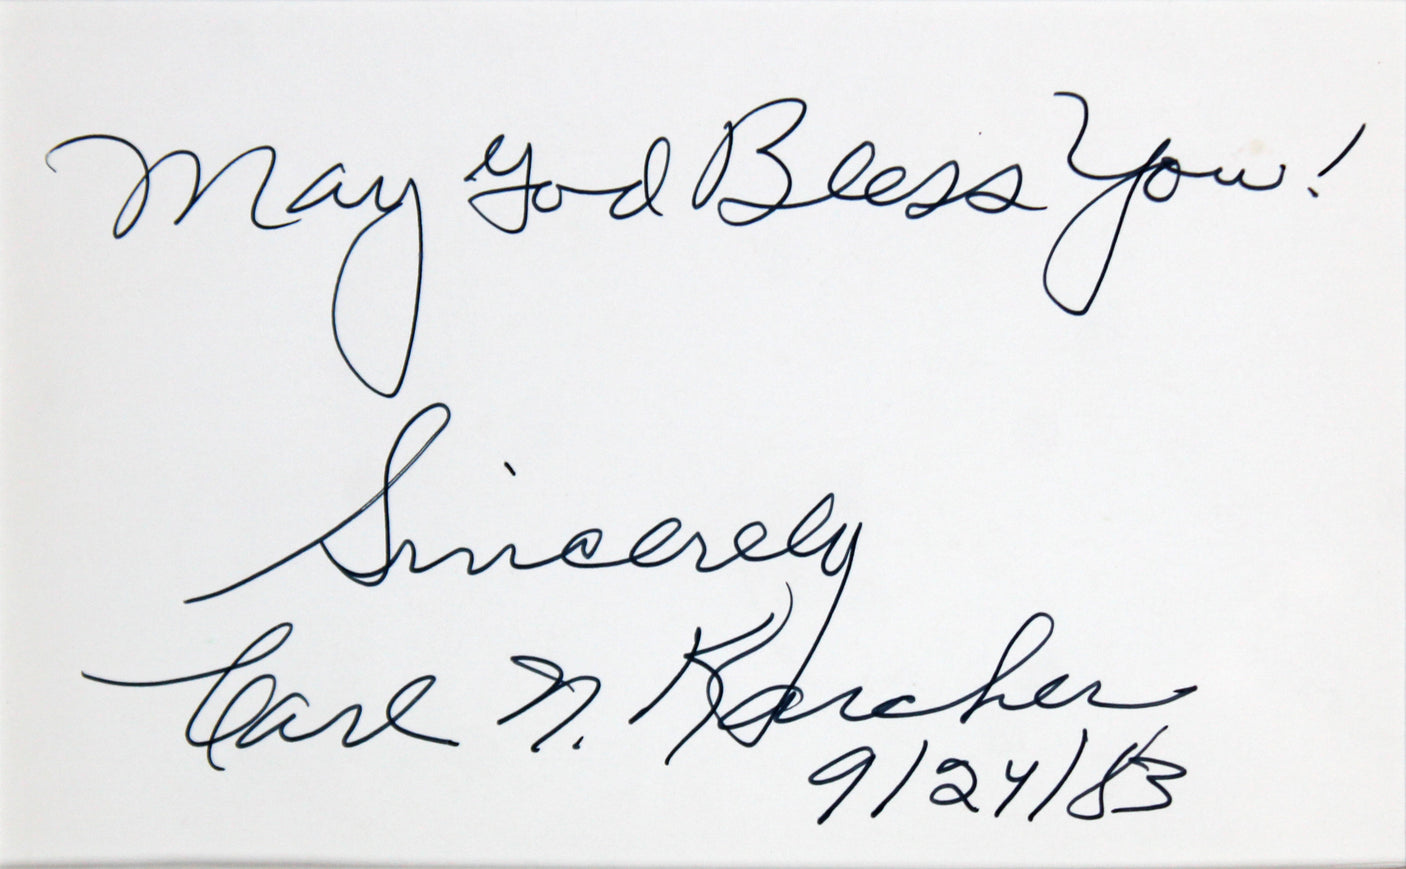 May God Bless You!
Sincerely
Carl N. Karcher
9/24/83